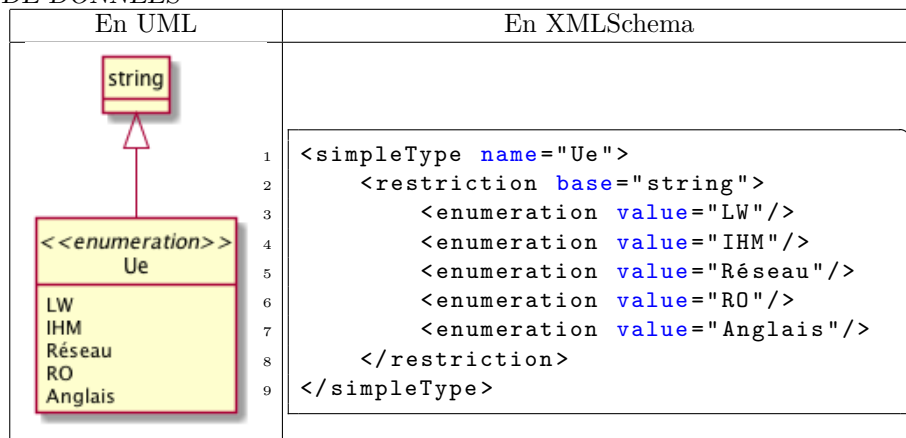 En UML
En XMLSchema
string
<<enumeration>>
Ue
LW
IHM
Réseau
RO
Anglais
1 <simpleType name="Ue">
2 <restriction base="string">
3 <enumeration value="LW"/>
4 <enumeration value="IHM"/>
5 <enumeration value="Réseau"/>
6 <enumeration value="RO"/>
7 <enumeration value="Anglais"/>
8 </restriction>
9 </simpleType>